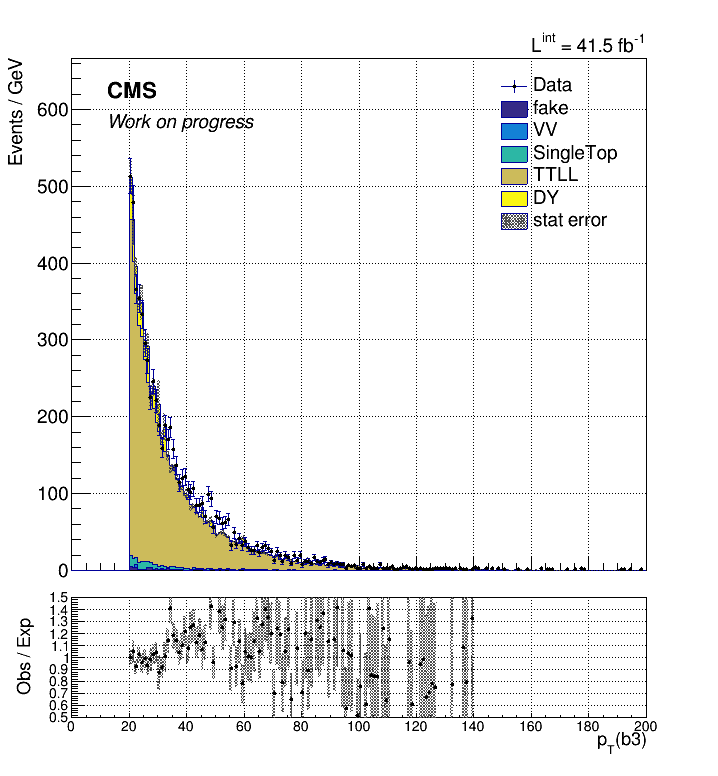 L^int = 41.5 fb^-1
Events / GeV
CMS
Work on progress
Data
fake
VV
SingleTop
TTLL
DY
stat error
600
500
400
300
200
100
0
Obs / Exp
1.5
1.4
1.3
1.2
1.1
1
0.9
0.8
0.7
0.6
0.5
0 20 40 60 80 100 120 140 160 180 200
p_T(b3)